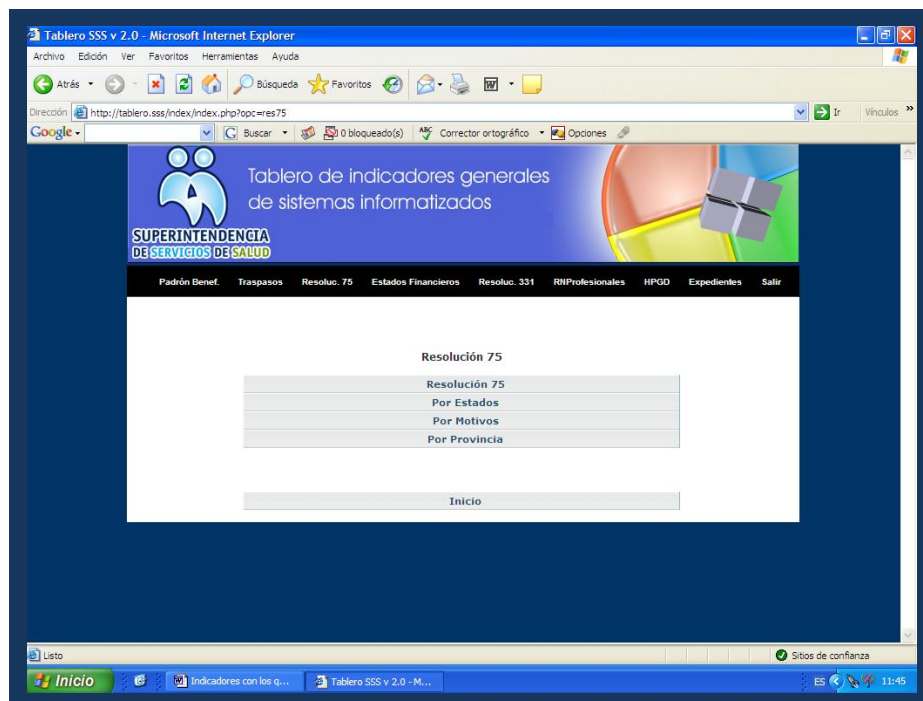 Tablero SSS v 2.0 - Microsoft Internet Explorer
Archivo Edición Ver Favoritos Herramientas Ayuda
Atrás Búsqueda Favoritos
Dirección http://tablero.sss/index/index.php?opc=res75 Ir Vínculos »
Google Buscar 0 bloqueado(s) ABC Corrector ortográfico Opciones
Tablero de indicadores generales
de sistemas informatizados
SUPERINTENDENCIA
DE SERVICIOS DE SALUD
Padrón Benef. Traspasos Resoluc. 75 Estados Financieros Resoluc. 331 RNProfesionales HPGD Expedientes Salir
Resolución 75
Resolución 75
Por Estados
Por Motivos
Por Provincia
Inicio
Listo Sitios de confianza
Inicio Indicadores con los q... Tablero SSS v 2.0 - M... ES 11:45